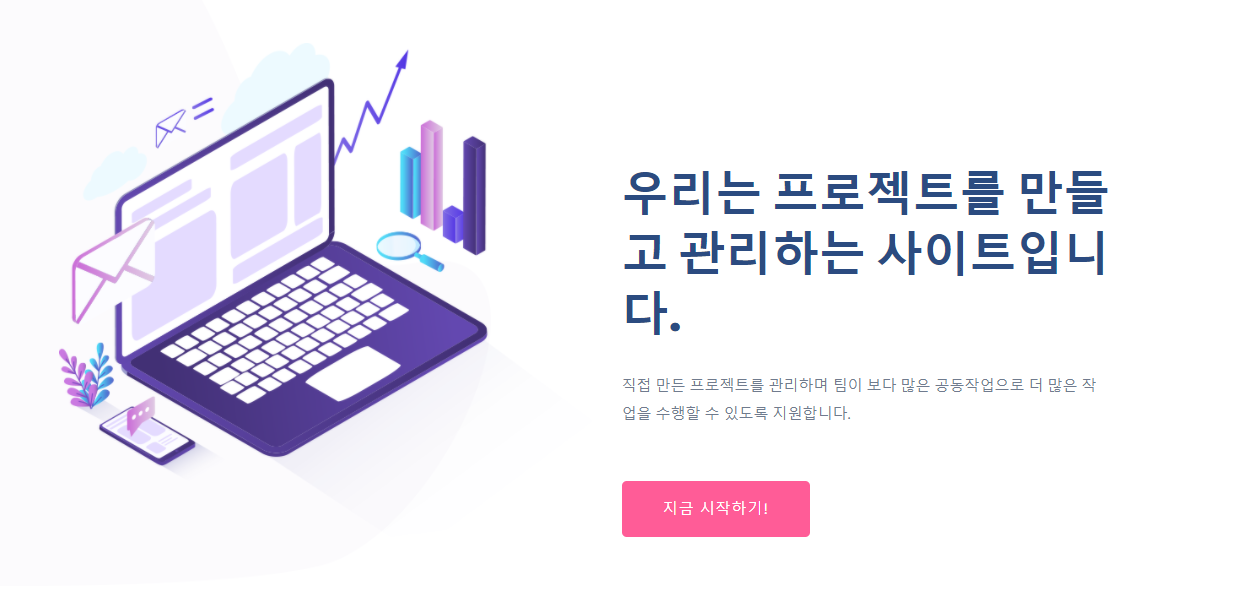 우리는 프로젝트를 만들
고 관리하는 사이트입니
다.
직접 만든 프로젝트를 관리하며 팀이 보다 많은 공동작업으로 더 많은 작
업을 수행할 수 있도록 지원합니다.
지금 시작하기!